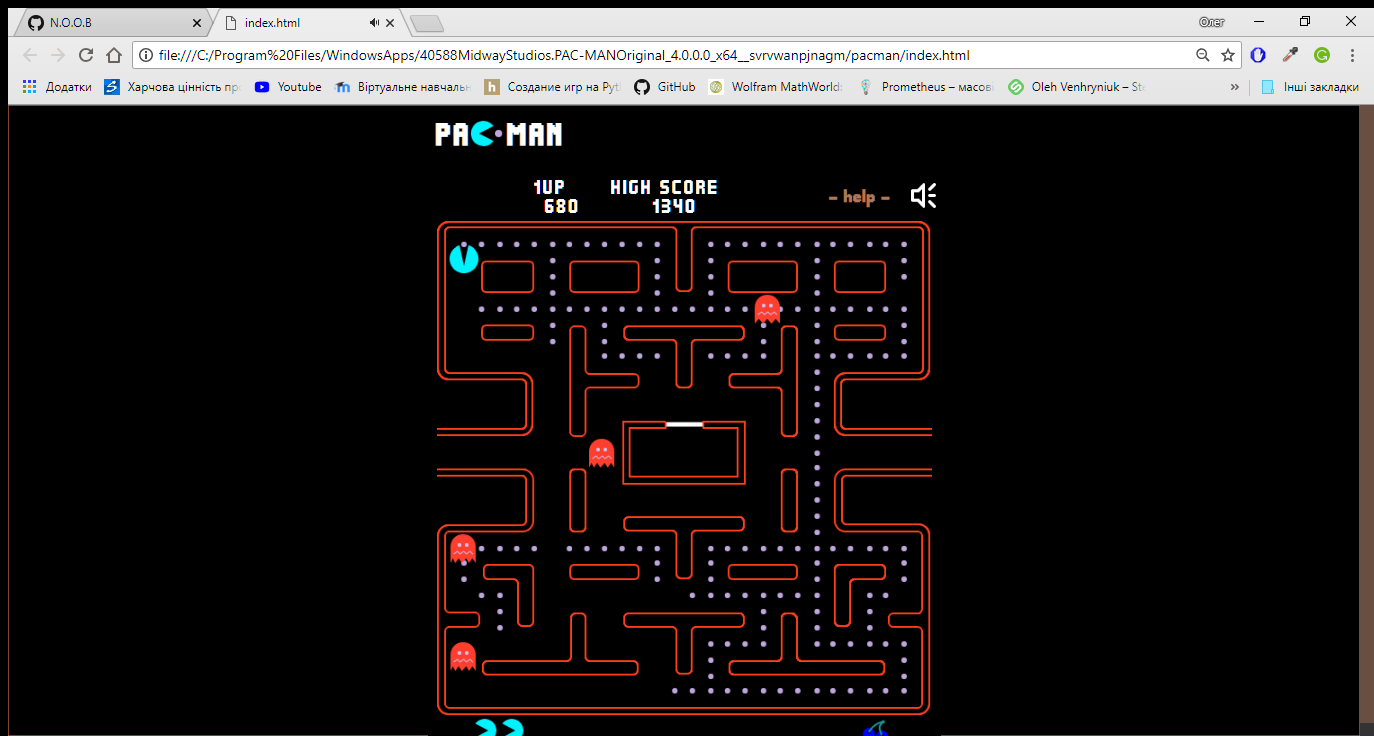 N.O.O.B
index.html
Олег
file:///C:/Program%20Files/WindowsApps/40588MidwayStudios.PAC-MANOriginal_4.0.0.0_x64__svrvwanpjnagm/pacman/index.html
Додатки Харчова цінність пр Youtube Віртуальне навчаль Создание игр на Pyt GitHub Wolfram MathWorld: Prometheus – масові Oleh Venhryniuk – St » Інші закладки
PAC-MAN
1UP HIGH SCORE
680 1340
- help -